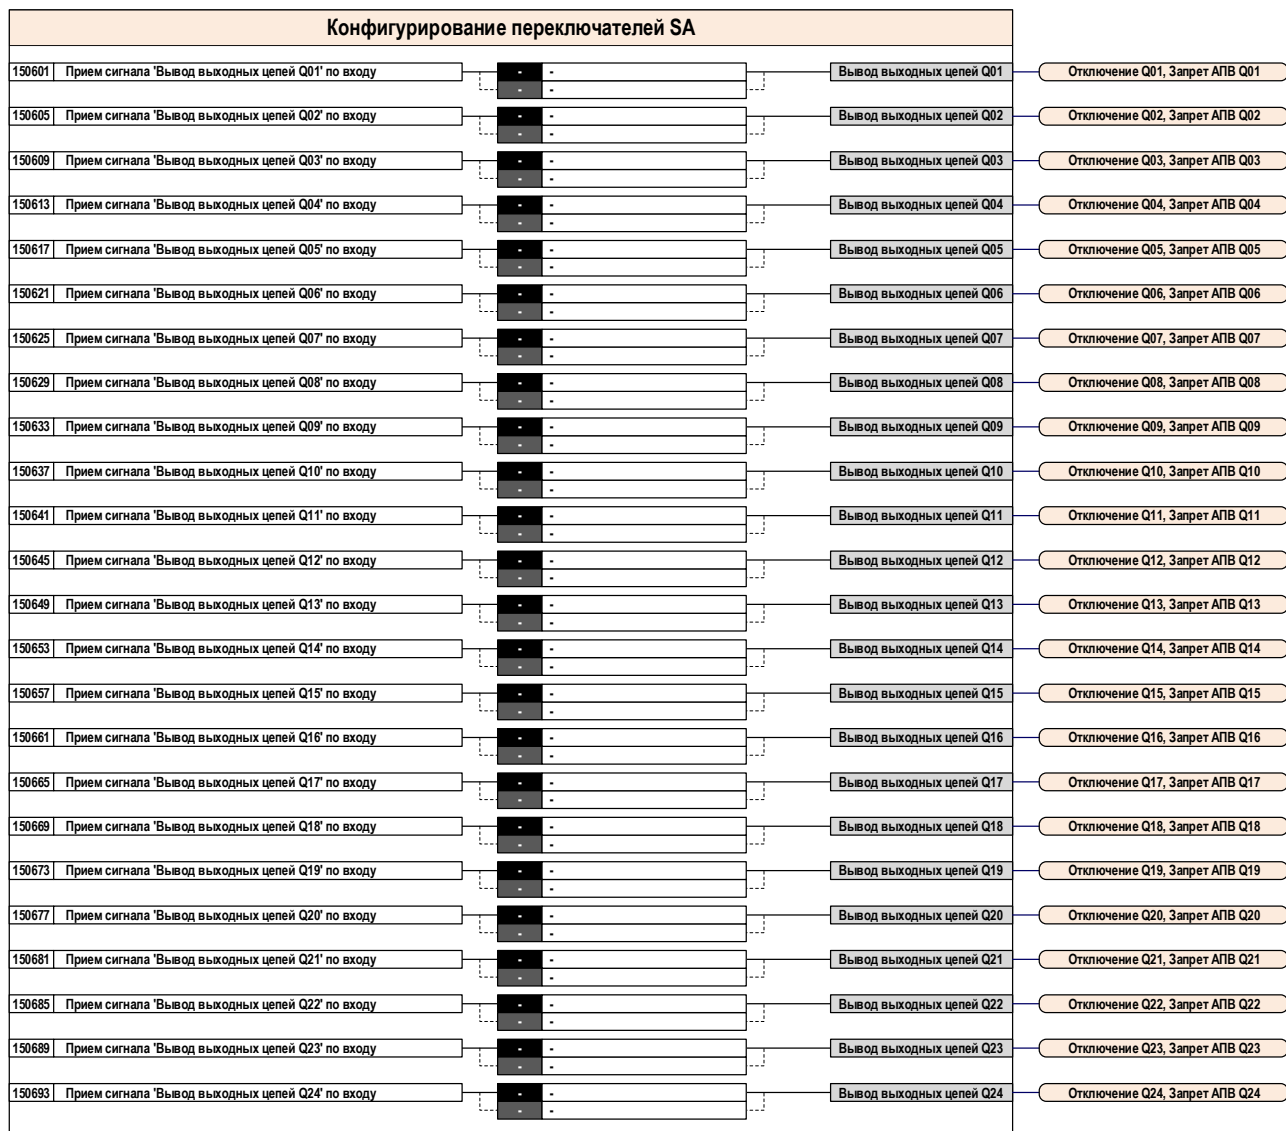 Конфигурирование переключателей SA
150601 Прием сигнала 'Вывод выходных цепей Q01' по входу - - Вывод выходных цепей Q01 Отключение Q01, Запрет АПВ Q01
- -
150605 Прием сигнала 'Вывод выходных цепей Q02' по входу - - Вывод выходных цепей Q02 Отключение Q02, Запрет АПВ Q02
- -
150609 Прием сигнала 'Вывод выходных цепей Q03' по входу - - Вывод выходных цепей Q03 Отключение Q03, Запрет АПВ Q03
- -
150613 Прием сигнала 'Вывод выходных цепей Q04' по входу - - Вывод выходных цепей Q04 Отключение Q04, Запрет АПВ Q04
- -
150617 Прием сигнала 'Вывод выходных цепей Q05' по входу - - Вывод выходных цепей Q05 Отключение Q05, Запрет АПВ Q05
- -
150621 Прием сигнала 'Вывод выходных цепей Q06' по входу - - Вывод выходных цепей Q06 Отключение Q06, Запрет АПВ Q06
- -
150625 Прием сигнала 'Вывод выходных цепей Q07' по входу - - Вывод выходных цепей Q07 Отключение Q07, Запрет АПВ Q07
- -
150629 Прием сигнала 'Вывод выходных цепей Q08' по входу - - Вывод выходных цепей Q08 Отключение Q08, Запрет АПВ Q08
- -
150633 Прием сигнала 'Вывод выходных цепей Q09' по входу - - Вывод выходных цепей Q09 Отключение Q09, Запрет АПВ Q09
- -
150637 Прием сигнала 'Вывод выходных цепей Q10' по входу - - Вывод выходных цепей Q10 Отключение Q10, Запрет АПВ Q10
- -
150641 Прием сигнала 'Вывод выходных цепей Q11' по входу - - Вывод выходных цепей Q11 Отключение Q11, Запрет АПВ Q11
- -
150645 Прием сигнала 'Вывод выходных цепей Q12' по входу - - Вывод выходных цепей Q12 Отключение Q12, Запрет АПВ Q12
- -
150649 Прием сигнала 'Вывод выходных цепей Q13' по входу - - Вывод выходных цепей Q13 Отключение Q13, Запрет АПВ Q13
- -
150653 Прием сигнала 'Вывод выходных цепей Q14' по входу - - Вывод выходных цепей Q14 Отключение Q14, Запрет АПВ Q14
- -
150657 Прием сигнала 'Вывод выходных цепей Q15' по входу - - Вывод выходных цепей Q15 Отключение Q15, Запрет АПВ Q15
- -
150661 Прием сигнала 'Вывод выходных цепей Q16' по входу - - Вывод выходных цепей Q16 Отключение Q16, Запрет АПВ Q16
- -
150665 Прием сигнала 'Вывод выходных цепей Q17' по входу - - Вывод выходных цепей Q17 Отключение Q17, Запрет АПВ Q17
- -
150669 Прием сигнала 'Вывод выходных цепей Q18' по входу - - Вывод выходных цепей Q18 Отключение Q18, Запрет АПВ Q18
- -
150673 Прием сигнала 'Вывод выходных цепей Q19' по входу - - Вывод выходных цепей Q19 Отключение Q19, Запрет АПВ Q19
- -
150677 Прием сигнала 'Вывод выходных цепей Q20' по входу - - Вывод выходных цепей Q20 Отключение Q20, Запрет АПВ Q20
- -
150681 Прием сигнала 'Вывод выходных цепей Q21' по входу - - Вывод выходных цепей Q21 Отключение Q21, Запрет АПВ Q21
- -
150685 Прием сигнала 'Вывод выходных цепей Q22' по входу - - Вывод выходных цепей Q22 Отключение Q22, Запрет АПВ Q22
- -
150689 Прием сигнала 'Вывод выходных цепей Q23' по входу - - Вывод выходных цепей Q23 Отключение Q23, Запрет АПВ Q23
- -
150693 Прием сигнала 'Вывод выходных цепей Q24' по входу - - Вывод выходных цепей Q24 Отключение Q24, Запрет АПВ Q24
- -